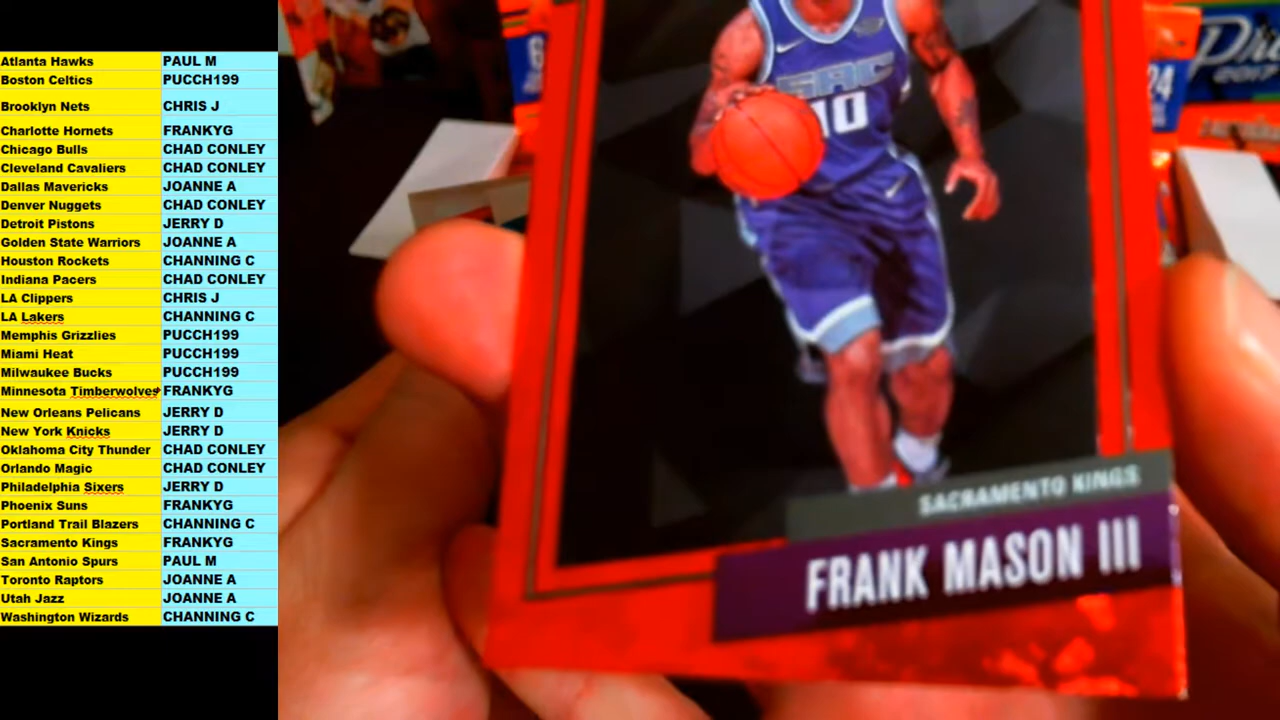 Atlanta Hawks PAUL M
Boston Celtics PUCCH199
Brooklyn Nets CHRIS J
Charlotte Hornets FRANKYG
Chicago Bulls CHAD CONLEY
Cleveland Cavaliers CHAD CONLEY
Dallas Mavericks JOANNE A
Denver Nuggets CHAD CONLEY
Detroit Pistons JERRY D
Golden State Warriors JOANNE A
Houston Rockets CHANNING C
Indiana Pacers CHAD CONLEY
LA Clippers CHRIS J
LA Lakers CHANNING C
Memphis Grizzlies PUCCH199
Miami Heat PUCCH199
Milwaukee Bucks PUCCH199
Minnesota Timberwolves FRANKYG
New Orleans Pelicans JERRY D
New York Knicks JERRY D
Oklahoma City Thunder CHAD CONLEY
Orlando Magic CHAD CONLEY
Philadelphia Sixers JERRY D
Phoenix Suns FRANKYG
Portland Trail Blazers CHANNING C
Sacramento Kings FRANKYG
San Antonio Spurs PAUL M
Toronto Raptors JOANNE A
Utah Jazz JOANNE A
Washington Wizards CHANNING C
SAC
10
SACRAMENTO KINGS
FRANK MASON III
24
2017